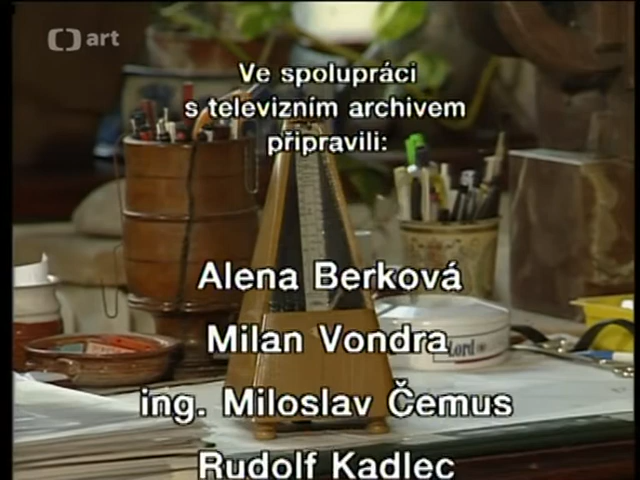 art
Ve spolupráci
s televizním archivem
připravili:
Alena Berková
Milan Vondra
Lord
ing. Miloslav Čemus
Rudolf Kadlec